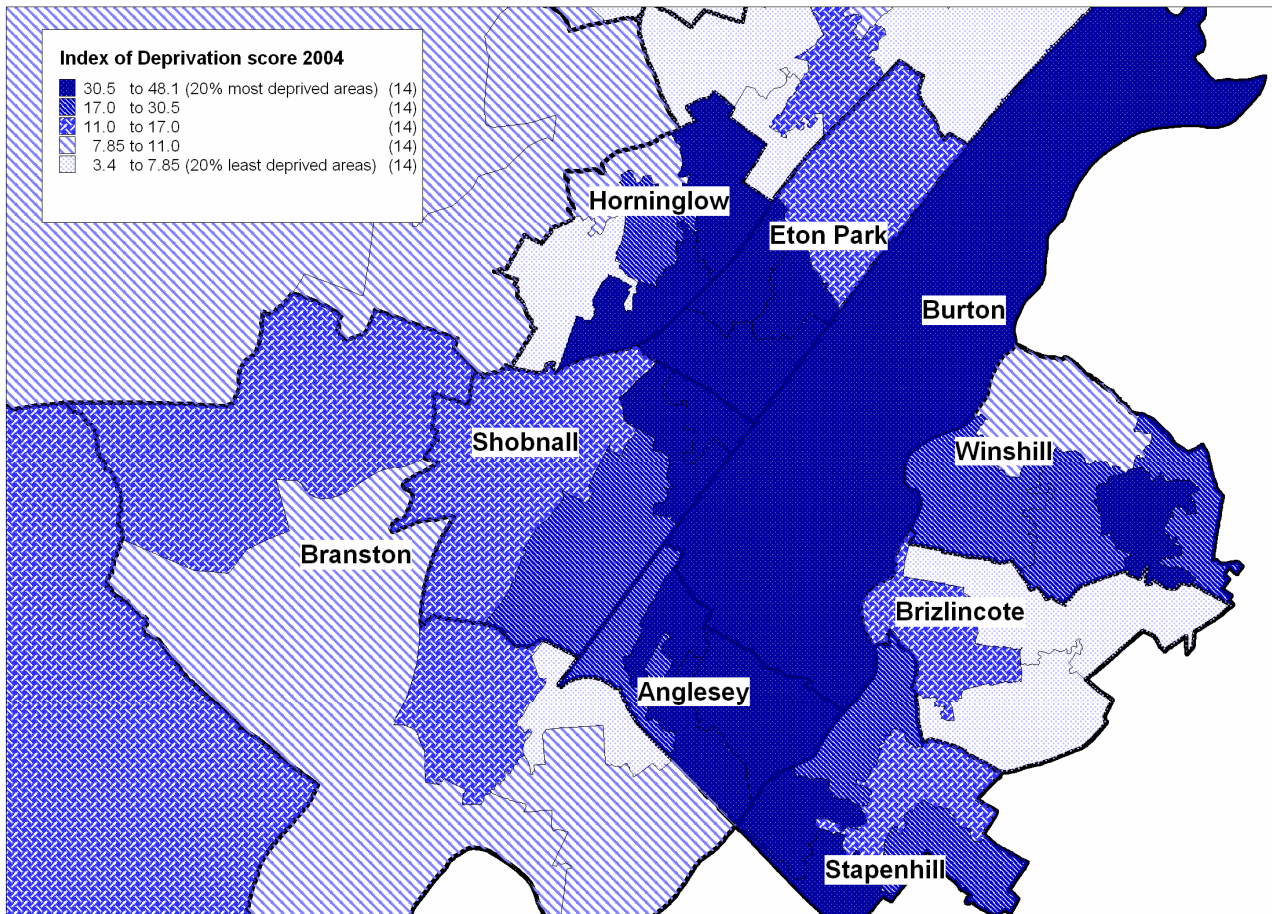 Index of Deprivation score 2004
30.5 to 48.1 (20% most deprived areas) (14)
17.0 to 30.5 (14)
11.0 to 17.0 (14)
7.85 to 11.0 (14)
3.4 to 7.85 (20% least deprived areas) (14)
Horninglow
Eton Park
Burton
Shobnall
Winshill
Branston
Brizlincote
Anglesey
Stapenhill